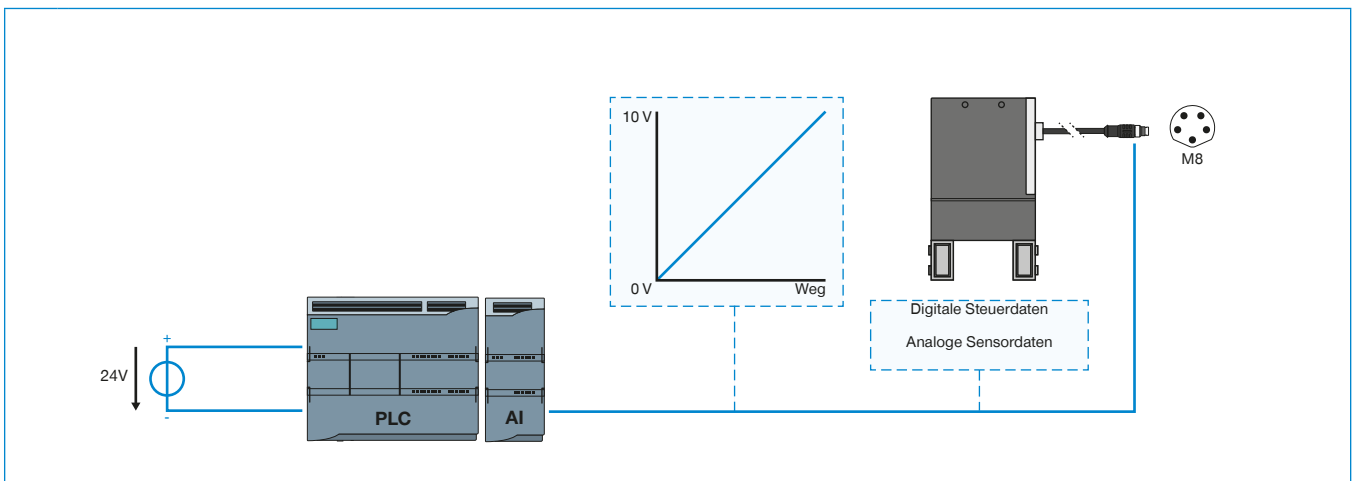 10 V
0 V
Weg
M8
Digitale Steuerdaten
Analoge Sensordaten
+
24V
-
PLC
AI